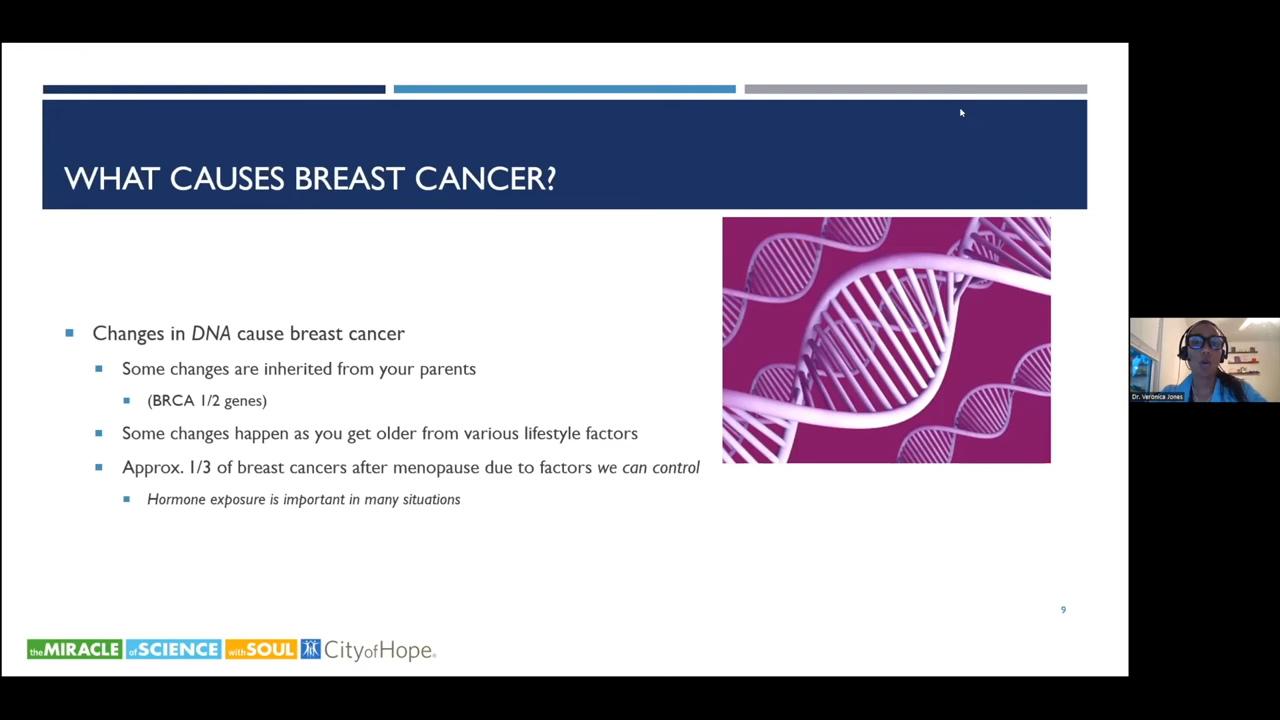 WHAT CAUSES BREAST CANCER?
Changes in DNA cause breast cancer
Some changes are inherited from your parents
(BRCA 1/2 genes)
Some changes happen as you get older from various lifestyle factors
Approx. 1/3 of breast cancers after menopause due to factors we can control
Hormone exposure is important in many situations
Dr. Veronica Jones
9
the MIRACLE of SCIENCE with SOUL City of Hope®